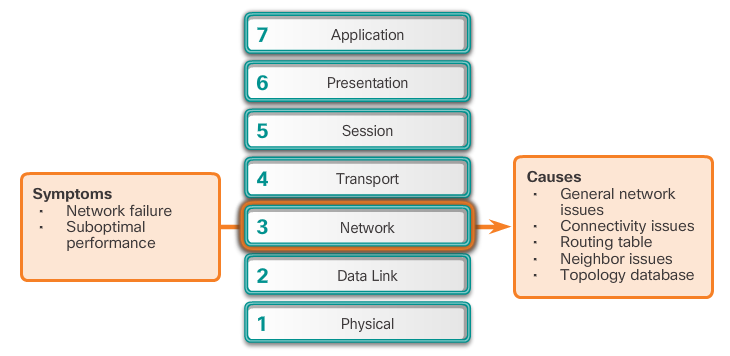 7 Application
6 Presentation
5 Session
4 Transport
3 Network
2 Data Link
1 Physical
Symptoms
▪ Network failure
▪ Suboptimal
performance
Causes
▪ General network
issues
▪ Connectivity issues
▪ Routing table
▪ Neighbor issues
▪ Topology database